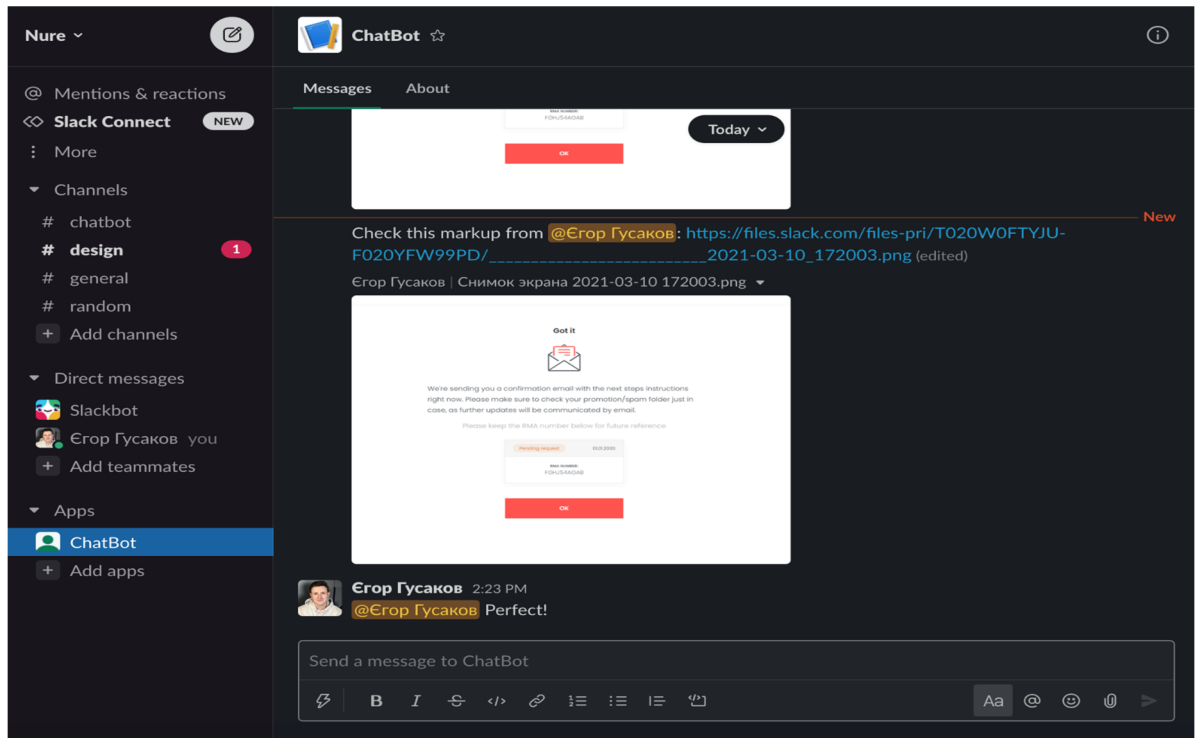 Nure
ChatBot
Messages About
Mentions & reactions
Slack Connect NEW
More
Channels
# chatbot
# design 1
# general
# random
+ Add channels
Direct messages
Slackbot
Єгор Гусаков you
+ Add teammates
Apps
ChatBot
+ Add apps
RMA NUMBER
Today
OK
New
Check this markup from @Єгор Гусаков: https://files.slack.com/files-pri/T020W0FTYJU-
F020YFW99PD/__________________________2021-03-10_172003.png (edited)
Єгор Гусаков | Снимок экрана 2021-03-10 172003.png
Got it
We're sending you a confirmation email with the next steps instructions
right now. Please make sure to check your promotion/spam folder just in
case, as further updates will be communicated by email.
Please keep the RMA number below for future reference
Pending request
RMA NUMBER
OK
Єгор Гусаков 2:23 PM
@Єгор Гусаков Perfect!
Send a message to ChatBot
B I S </> Aa @